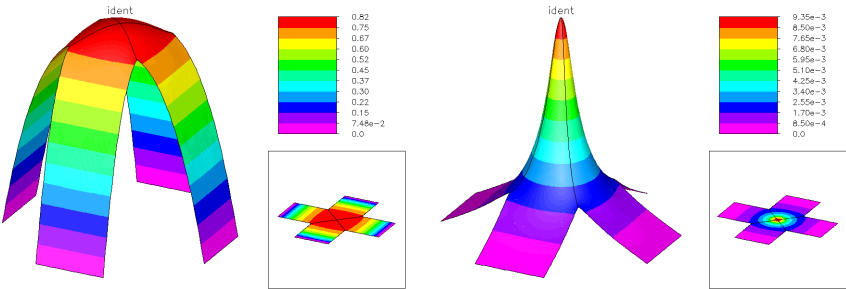 ident
0.82
0.75
0.67
0.60
0.52
0.45
0.37
0.30
0.22
0.15
7.48e-2
0.0
ident
9.35e-3
8.50e-3
7.65e-3
6.80e-3
5.95e-3
5.10e-3
4.25e-3
3.40e-3
2.55e-3
1.70e-3
8.50e-4
0.0